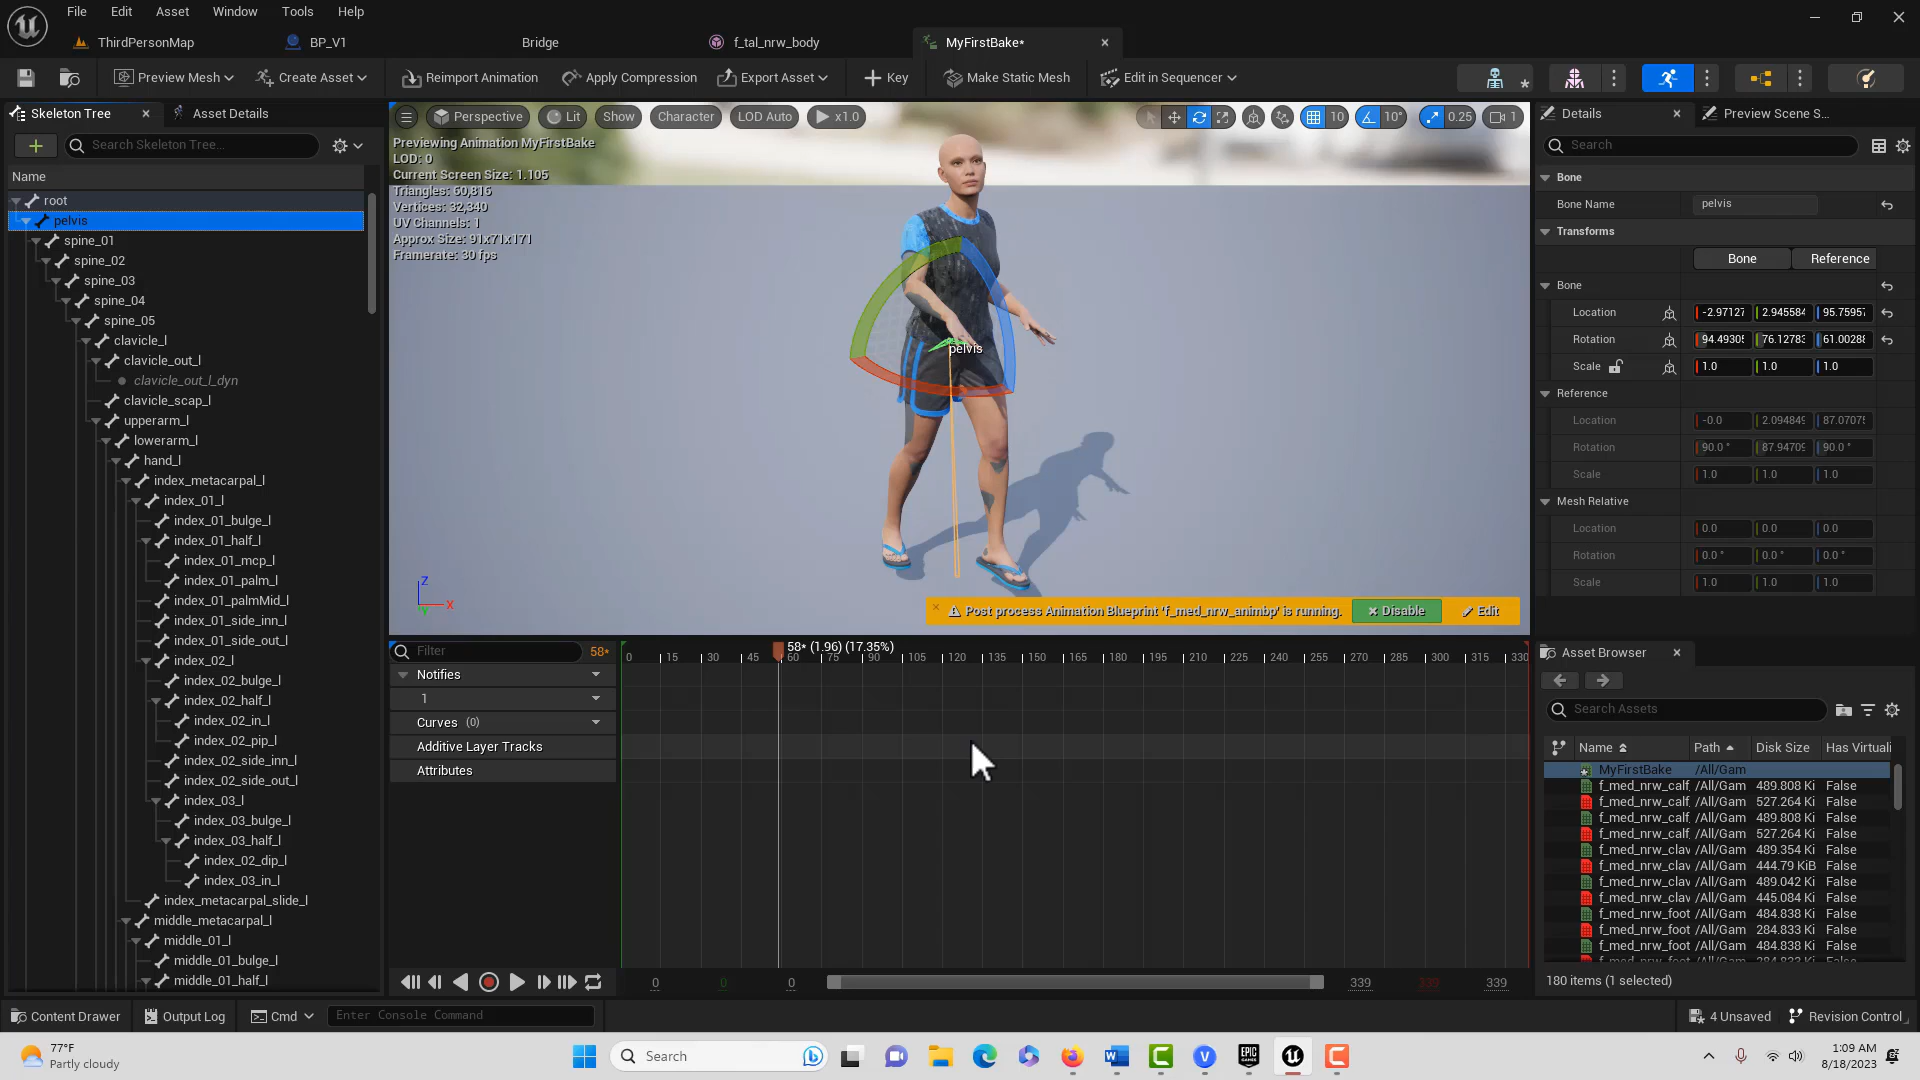 File Edit Asset Window Tools Help
ThirdPersonMap BP_V1 Bridge f_tal_nrw_body MyFirstBake*
Preview Mesh Create Asset Reimport Animation Apply Compression Export Asset Key Make Static Mesh Edit in Sequencer
Skeleton Tree Asset Details
Search Skeleton Tree...
Name
root
pelvis
spine_01
spine_02
spine_03
spine_04
spine_05
clavicle_l
clavicle_out_l
clavicle_out_l_dyn
clavicle_scap_l
upperarm_l
lowerarm_l
hand_l
index_metacarpal_l
index_01_l
index_01_bulge_l
index_01_half_l
index_01_mcp_l
index_01_palm_l
index_01_palmMid_l
index_01_side_inn_l
index_01_side_out_l
index_02_l
index_02_bulge_l
index_02_half_l
index_02_in_l
index_02_pip_l
index_02_side_inn_l
index_02_side_out_l
index_03_l
index_03_bulge_l
index_03_half_l
index_02_dip_l
index_03_in_l
index_metacarpal_slide_l
middle_metacarpal_l
middle_01_l
middle_01_bulge_l
middle_01_half_l
Perspective Lit Show Character LOD Auto x1.0 10 10° 0.25 1
Previewing Animation MyFirstBake
LOD: 0
Current Screen Size: 1.105
Triangles: 60,816
Vertices: 32,340
UV Channels: 1
Approx Size: 91x71x171
Framerate: 30 fps
pelvis
Z
X
Y
Post process Animation Blueprint 'f_med_nrw_animbp' is running. Disable Edit
Filter 58*
58* (1.96) (17.35%)
0 15 30 45 60 75 90 105 120 135 150 165 180 195 210 225 240 255 270 285 300 315 330
Notifies
1
Curves (0)
Additive Layer Tracks
Attributes
0 0 0 339 339 339
Details Preview Scene S...
Search
Bone
Bone Name pelvis
Transforms
Bone Reference
Bone
Location -2.97127 2.945584 95.75957
Rotation 94.49305 76.12783 61.00288
Scale 1.0 1.0 1.0
Reference
Location -0.0 2.094849 87.07075
Rotation 90.0 ° 87.94709 90.0 °
Scale 1.0 1.0 1.0
Mesh Relative
Location 0.0 0.0 0.0
Rotation 0.0 ° 0.0 ° 0.0 °
Scale 1.0 1.0 1.0
Asset Browser
Search Assets
Name Path Disk Size Has Virtuali
MyFirstBake /All/Gam
f_med_nrw_calf /All/Gam 489.808 Ki False
f_med_nrw_calf /All/Gam 527.264 Ki False
f_med_nrw_calf /All/Gam 489.808 Ki False
f_med_nrw_calf /All/Gam 527.264 Ki False
f_med_nrw_clav /All/Gam 489.354 Ki False
f_med_nrw_clav /All/Gam 444.79 KiB False
f_med_nrw_clav /All/Gam 489.042 Ki False
f_med_nrw_clav /All/Gam 445.084 Ki False
f_med_nrw_foot /All/Gam 484.838 Ki False
f_med_nrw_foot /All/Gam 284.833 Ki False
f_med_nrw_foot /All/Gam 484.838 Ki False
180 items (1 selected)
Content Drawer Output Log Cmd Enter Console Command 4 Unsaved Revision Control
77°F
Partly cloudy
Search
1:09 AM
8/18/2023